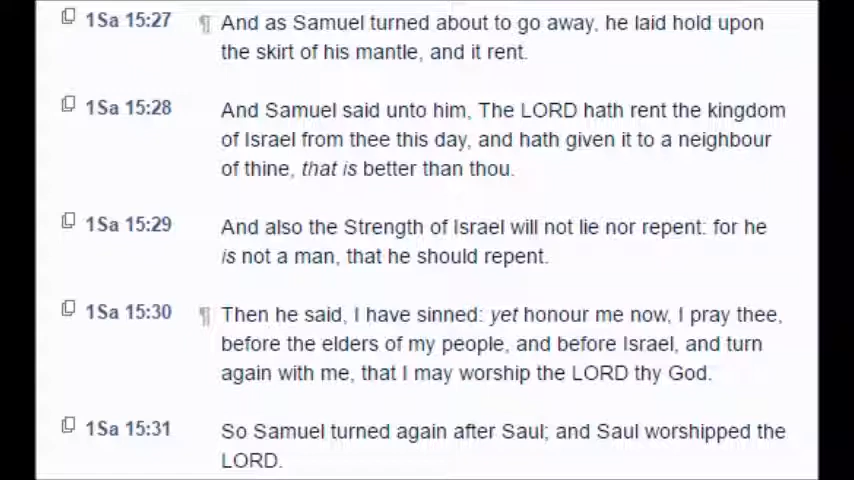 1Sa 15:27 ¶ And as Samuel turned about to go away, he laid hold upon
the skirt of his mantle, and it rent.
1Sa 15:28 And Samuel said unto him, The LORD hath rent the kingdom
of Israel from thee this day, and hath given it to a neighbour
of thine, that is better than thou.
1Sa 15:29 And also the Strength of Israel will not lie nor repent: for he
is not a man, that he should repent.
1Sa 15:30 ¶ Then he said, I have sinned: yet honour me now, I pray thee,
before the elders of my people, and before Israel, and turn
again with me, that I may worship the LORD thy God.
1Sa 15:31 So Samuel turned again after Saul; and Saul worshipped the
LORD.